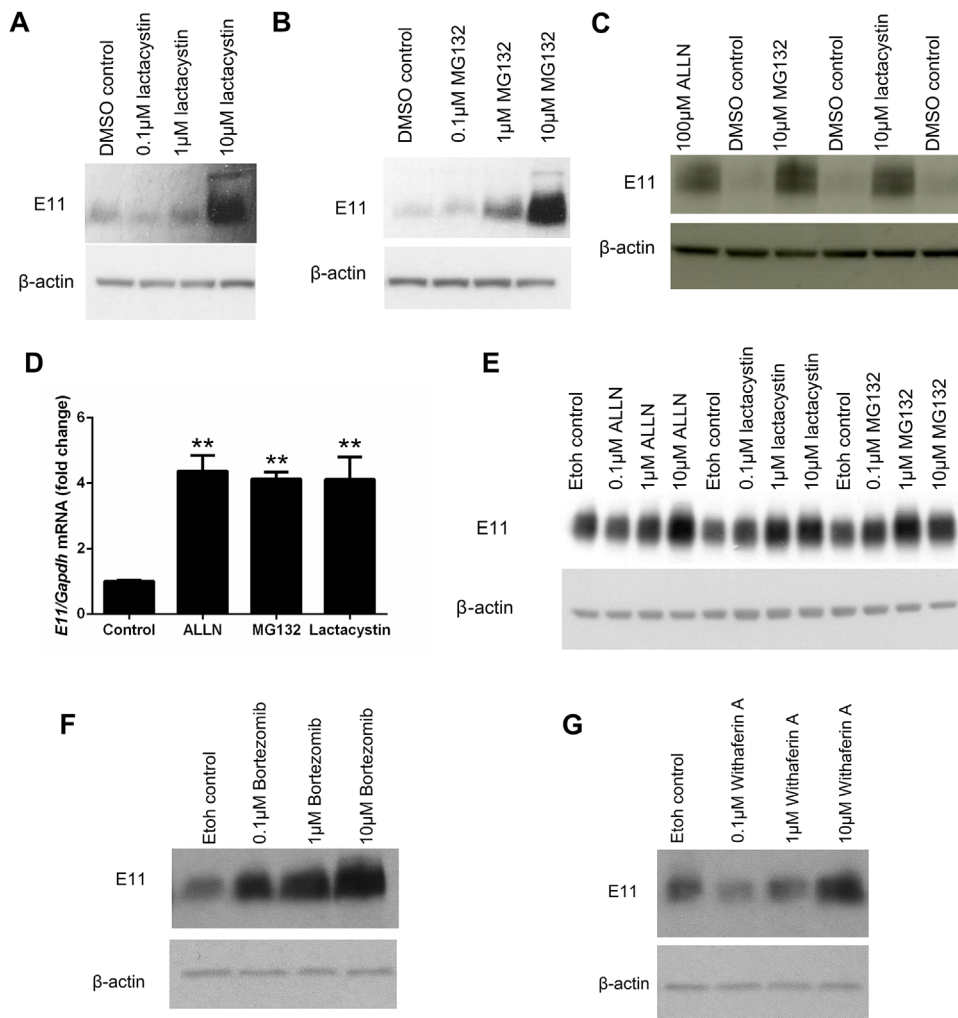 A
DMSO control
0.1µM lactacystin
1µM lactacystin
10µM lactacystin
E11
β-actin
B
DMSO control
0.1µM MG132
1µM MG132
10µM MG132
E11
β-actin
C
100µM ALLN
DMSO control
10µM MG132
DMSO control
10µM lactacystin
DMSO control
E11
β-actin
D
E11/Gapdh mRNA (fold change)
6
4
2
0
**
**
**
Control
ALLN
MG132
Lactacystin
E
Etoh control
0.1µM ALLN
1µM ALLN
10µM ALLN
Etoh control
0.1µM lactacystin
1µM lactacystin
10µM lactacystin
Etoh control
0.1µM MG132
1µM MG132
10µM MG132
E11
β-actin
F
Etoh control
0.1µM Bortezomib
1µM Bortezomib
10µM Bortezomib
E11
β-actin
G
Etoh control
0.1µM Withaferin A
1µM Withaferin A
10µM Withaferin A
E11
β-actin